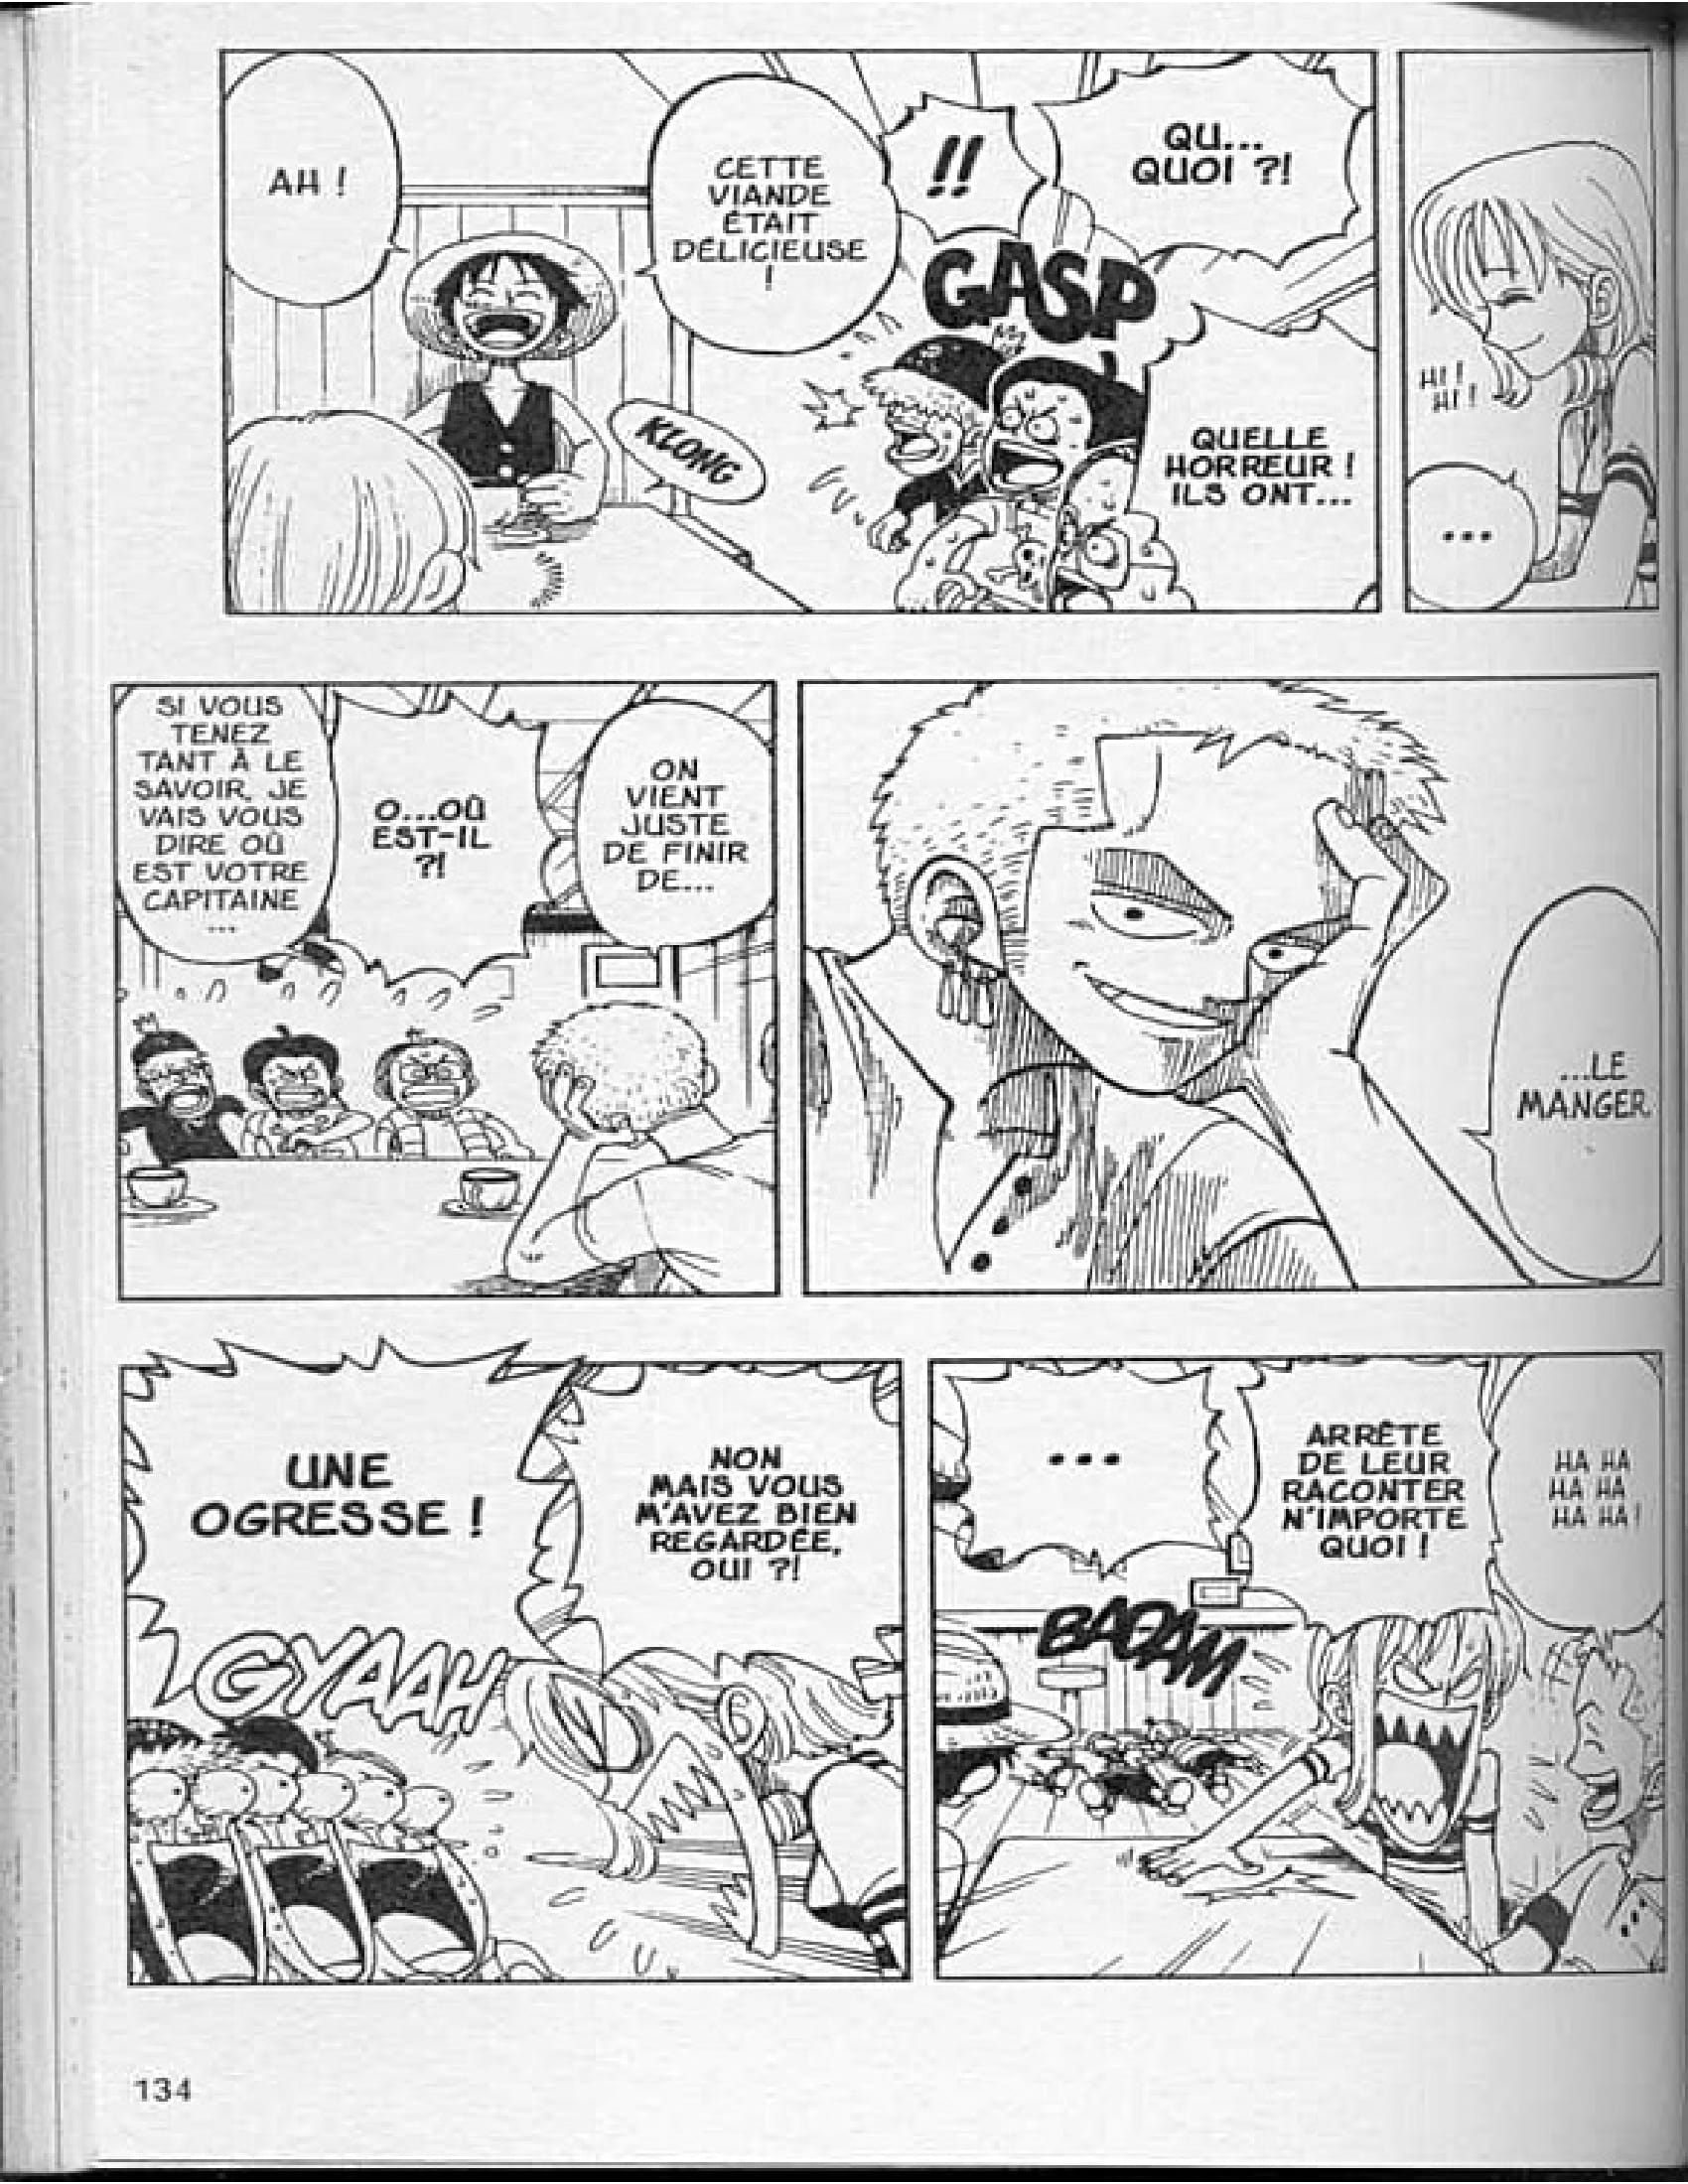 AH !
CETTE
VIANDE
ÉTAIT
DÉLICIEUSE
!
KLONG
!!
QU...
QUOI ?!
GASP
QUELLE
HORREUR !
ILS ONT...
HI !
HI !
...
SI VOUS
TENEZ
TANT À LE
SAVOIR, JE
VAIS VOUS
DIRE OÙ
EST VOTRE
CAPITAINE
...
O...OÙ
EST-IL
?!
ON
VIENT
JUSTE
DE FINIR
DE...
...LE
MANGER
UNE
OGRESSE !
GYAAH
NON
MAIS VOUS
M'AVEZ BIEN
REGARDÉE,
OUI ?!
...
BAOAM
ARRÊTE
DE LEUR
RACONTER
N'IMPORTE
QUOI !
HA HA
HA HA
HA HA !
134